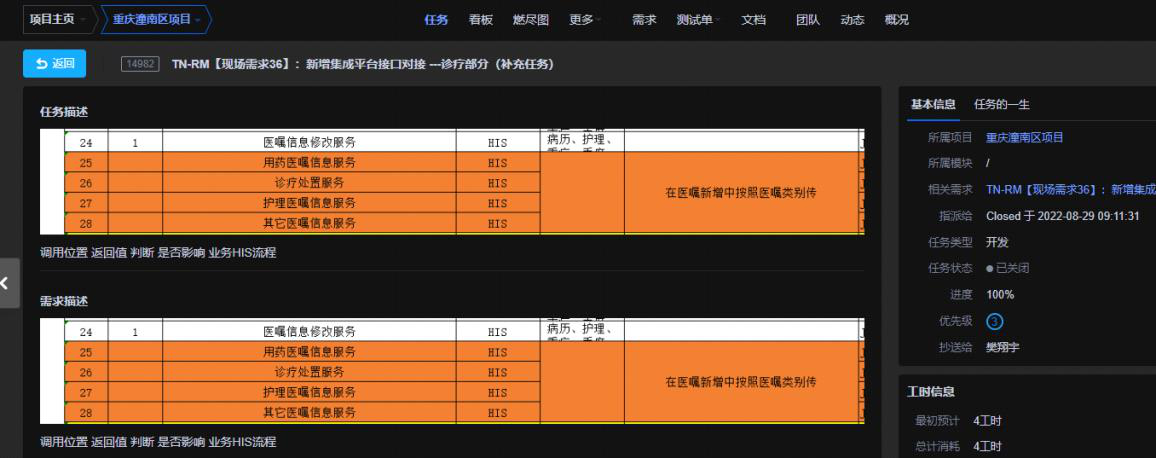 项目主页
重庆潼南区项目
任务 看板 燃尽图 更多 需求 测试单 文档 团队 动态 概况
返回
14982 TN-RM【现场需求36】：新增集成平台接口对接 ---诊疗部分（补充任务）
任务描述
24 1 医嘱信息修改服务 HIS 病历、护理、
25 用药医嘱信息服务 HIS
26 诊疗处置服务 HIS
27 护理医嘱信息服务 HIS
28 其它医嘱信息服务 HIS
在医嘱新增中按照医嘱类别传
调用位置 返回值 判断 是否影响 业务HIS流程
需求描述
24 1 医嘱信息修改服务 HIS 病历、护理、
25 用药医嘱信息服务 HIS
26 诊疗处置服务 HIS
27 护理医嘱信息服务 HIS
28 其它医嘱信息服务 HIS
在医嘱新增中按照医嘱类别传
调用位置 返回值 判断 是否影响 业务HIS流程
基本信息 任务的一生
所属项目 重庆潼南区项目
所属模块 /
相关需求 TN-RM【现场需求36】：新增集成
指派给 Closed 于 2022-08-29 09:11:31
任务类型 开发
任务状态 已关闭
进度 100%
优先级 3
抄送给 樊翔宇
工时信息
最初预计 4工时
总计消耗 4工时